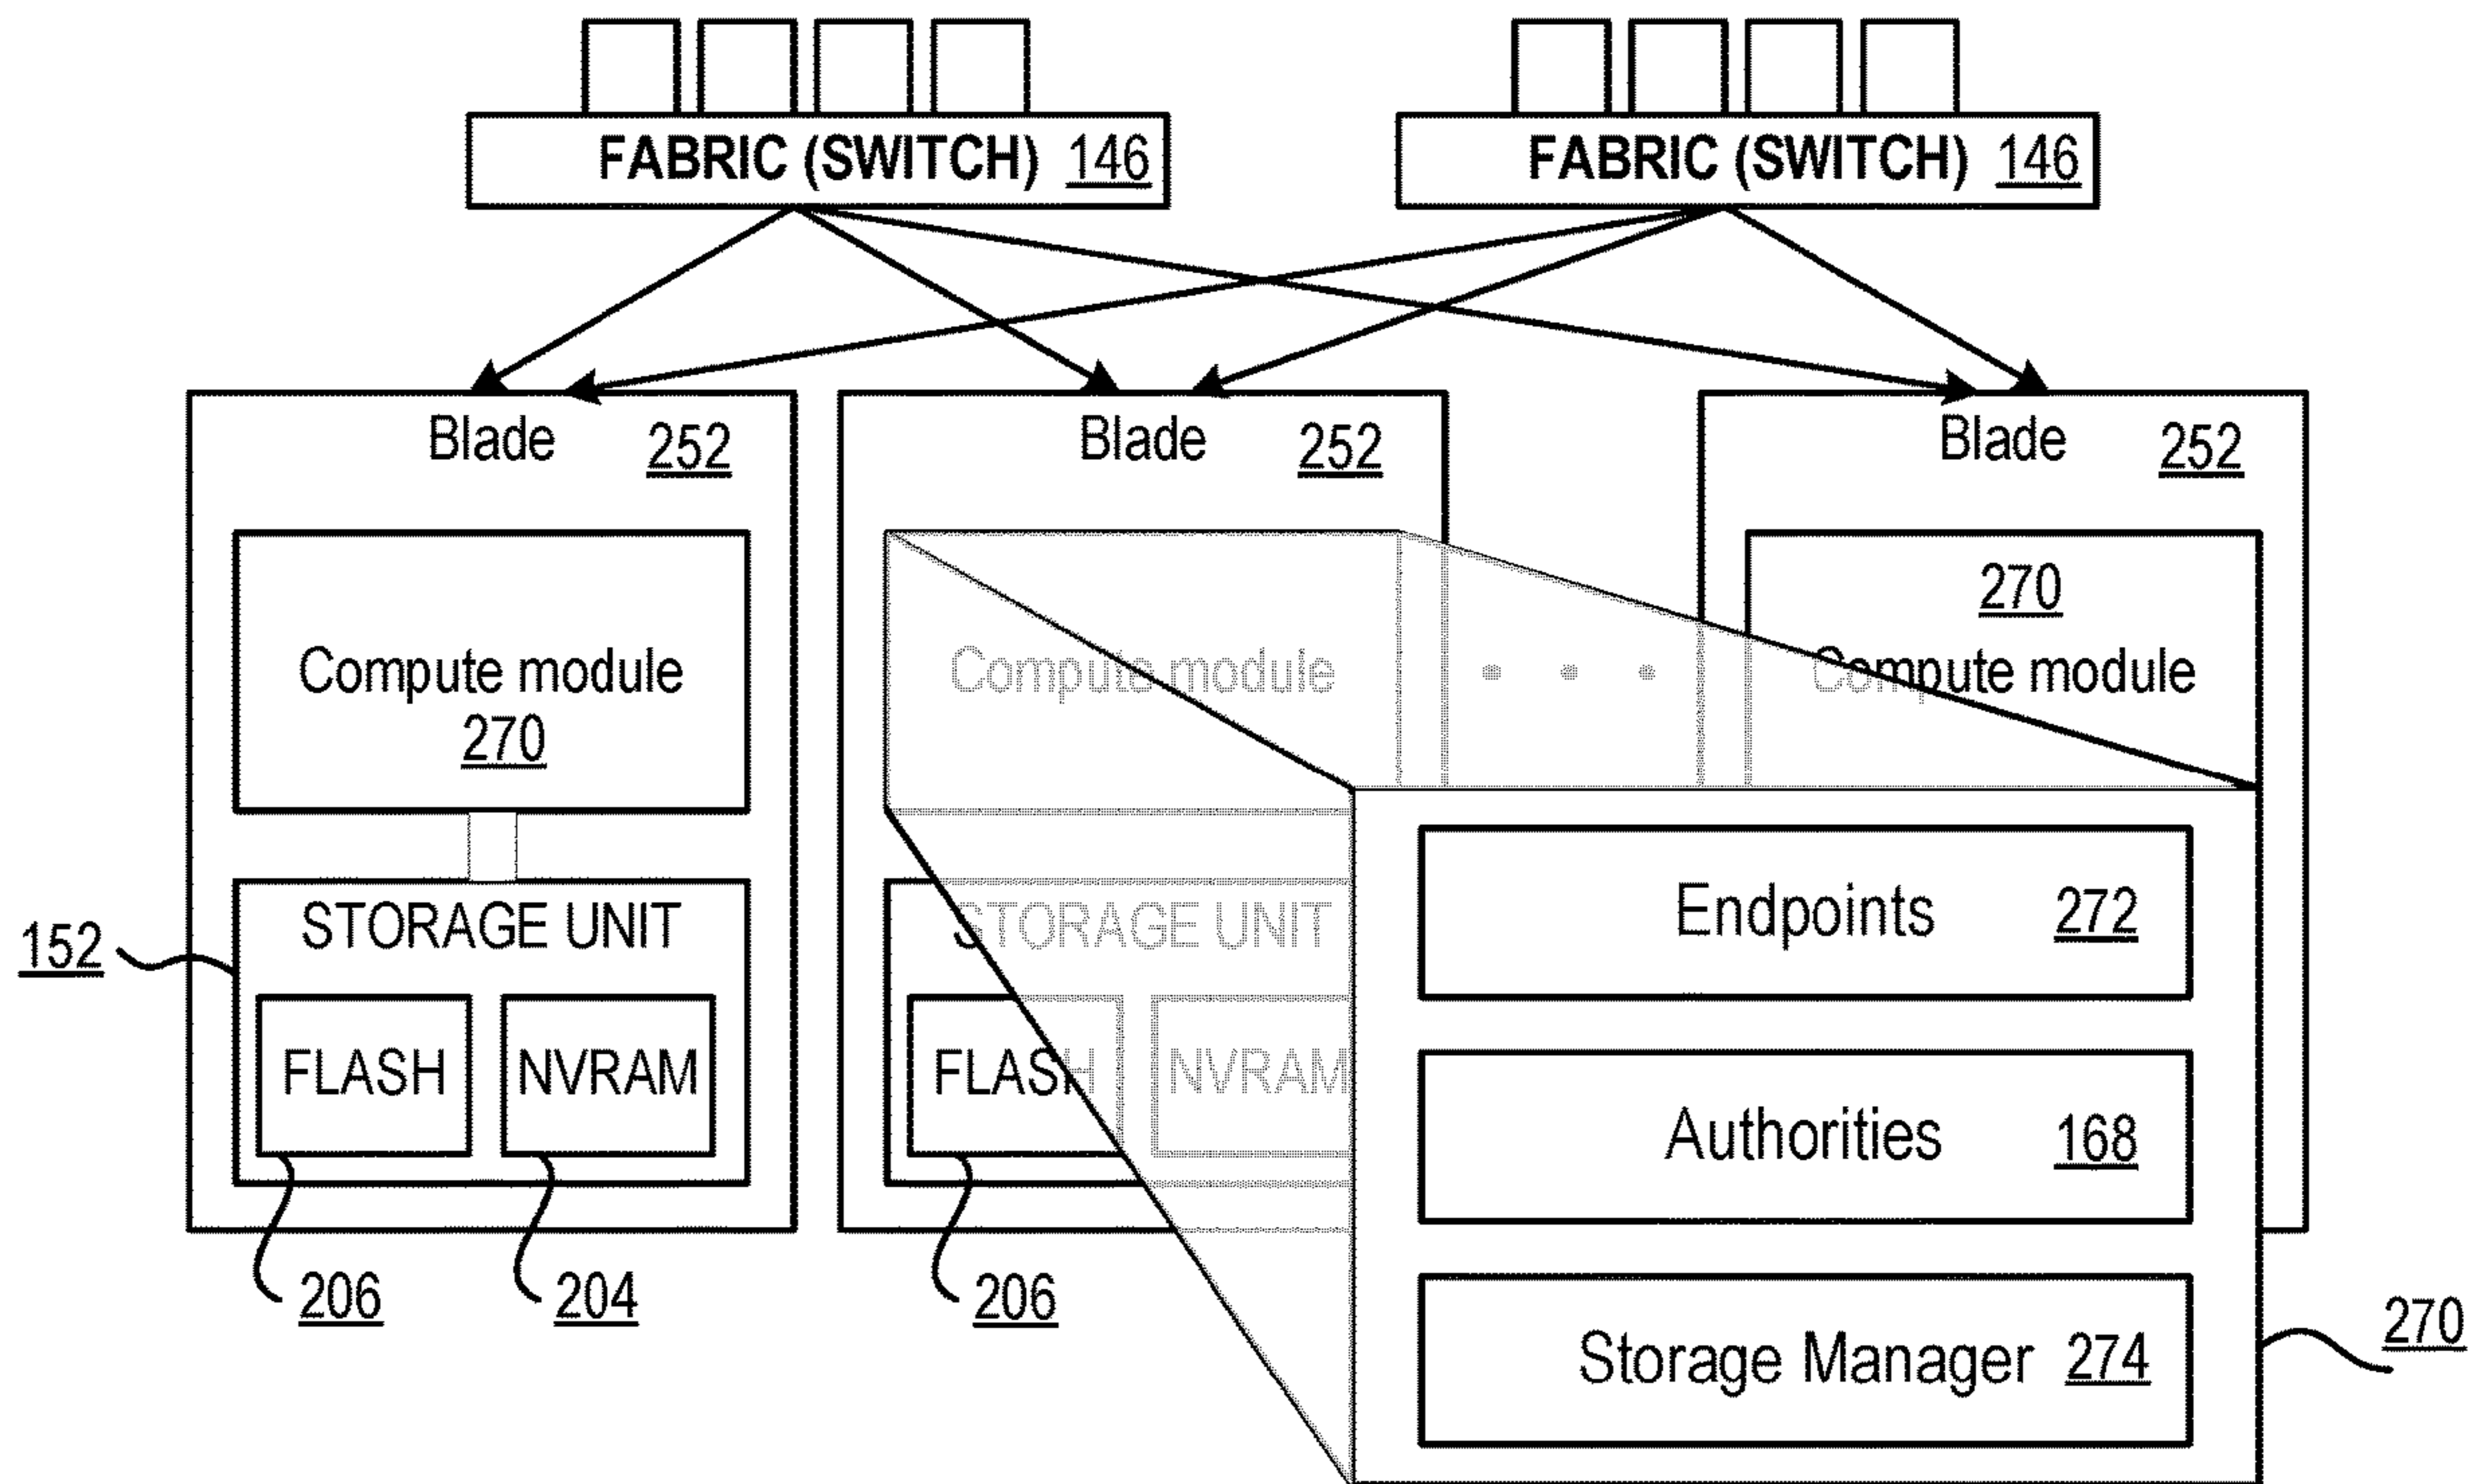 FABRIC (SWITCH) 146
FABRIC (SWITCH) 146
Blade 252
Blade 252
Blade 252
Compute module
270
Compute module
270
Compute module
152
STORAGE UNIT
FLASH
NVRAM
206
204
STORAGE UNIT
FLASH
NVRAM
206
Endpoints 272
Authorities 168
Storage Manager 274
270